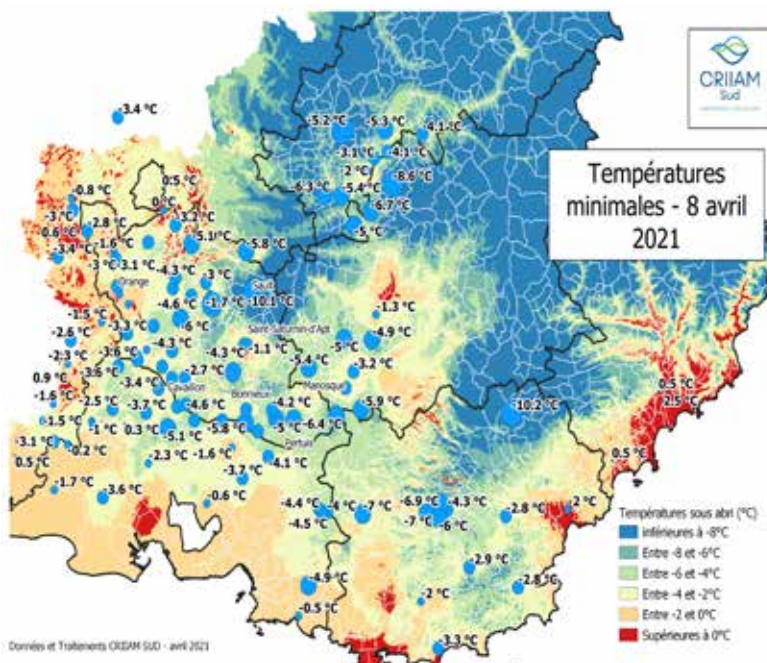 CRIIAM
Sud
Températures
minimales - 8 avril
2021
-3.4 °C
-5.2 °C
-5.3 °C
-4.1 °C
-3.1 °C
-4.1 °C
2 °C
-8.6 °C
-6.3 °C
-5.4 °C
-6.7 °C
-5 °C
0.5 °C
-0.8 °C
0 °C
-3 °C
-3.2 °C
0.6 °C
-2.8 °C
-5.1 °C
-3.4 °C
-1.6 °C
-5.8 °C
-3 °C
-3.1 °C
-4.3 °C
-3 °C
Orange
Sault
-4.6 °C
-1.7 °C
-10.1 °C
-1.3 °C
-1.5 °C
-3.3 °C
-6 °C
Saint-Saturnin-d'Apt
-2.6 °C
-4.3 °C
-4.3 °C
-1.1 °C
-5 °C
-4.9 °C
-2.3 °C
-3.6 °C
-3.6 °C
-2.7 °C
-5.4 °C
-3.2 °C
0.9 °C
-3.4 °C
Cavaillon
Manosque
-1.6 °C
Bonnieux
-2.5 °C
-3.7 °C
-4.6 °C
-4.2 °C
-5.9 °C
-10.2 °C
-1.5 °C
-1 °C
0.3 °C
-5.1 °C
-5.8 °C
-5 °C
-6.4 °C
-3.1 °C
-0.2 °C
Pertuis
0.5 °C
-2.3 °C
-1.6 °C
-4.1 °C
-3.7 °C
-1.7 °C
-3.6 °C
-0.6 °C
0.5 °C
2.5 °C
0.5 °C
-4.4 °C
-4 °C
-7 °C
-6.9 °C
-4.3 °C
-4.5 °C
-7 °C
-6 °C
-2.8 °C
2 °C
-2.9 °C
-4.9 °C
-2.8 °C
-2 °C
-0.5 °C
-3.3 °C
Températures sous abri (°C)
inférieures à -8°C
Entre -8 et -6°C
Entre -6 et -4°C
Entre -4 et -2°C
Entre -2 et 0°C
Supérieures à 0°C
Données et Traitements CRIIAM SUD - avril 2021